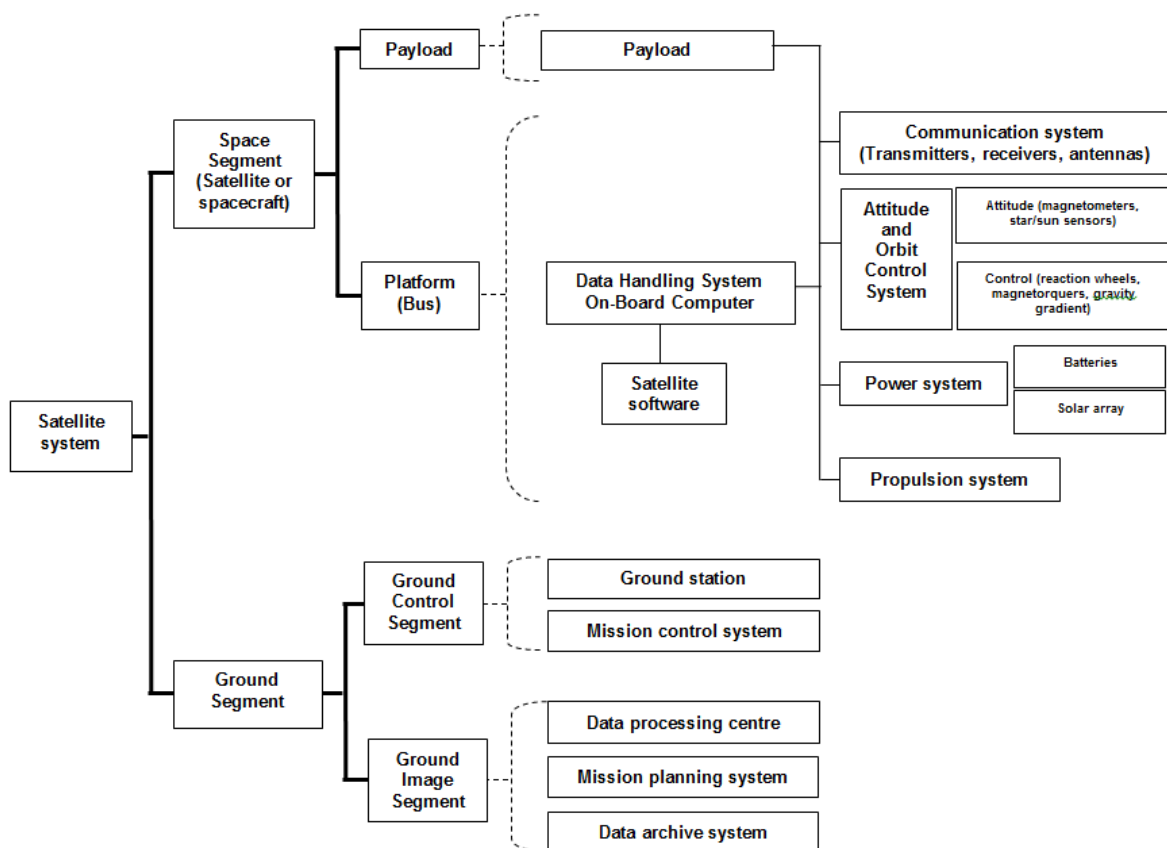 Payload
Payload
Space
Segment
(Satellite or
spacecraft)
Communication system
(Transmitters, receivers, antennas)
Attitude
and
Orbit
Control
System
Attitude (magnetometers,
star/sun sensors)
Control (reaction wheels,
magnetorquers, gravity
gradient)
Platform
(Bus)
Data Handling System
On-Board Computer
Satellite
software
Power system
Batteries
Solar array
Satellite
system
Propulsion system
Ground
Control
Segment
Ground station
Mission control system
Ground
Segment
Ground
Image
Segment
Data processing centre
Mission planning system
Data archive system